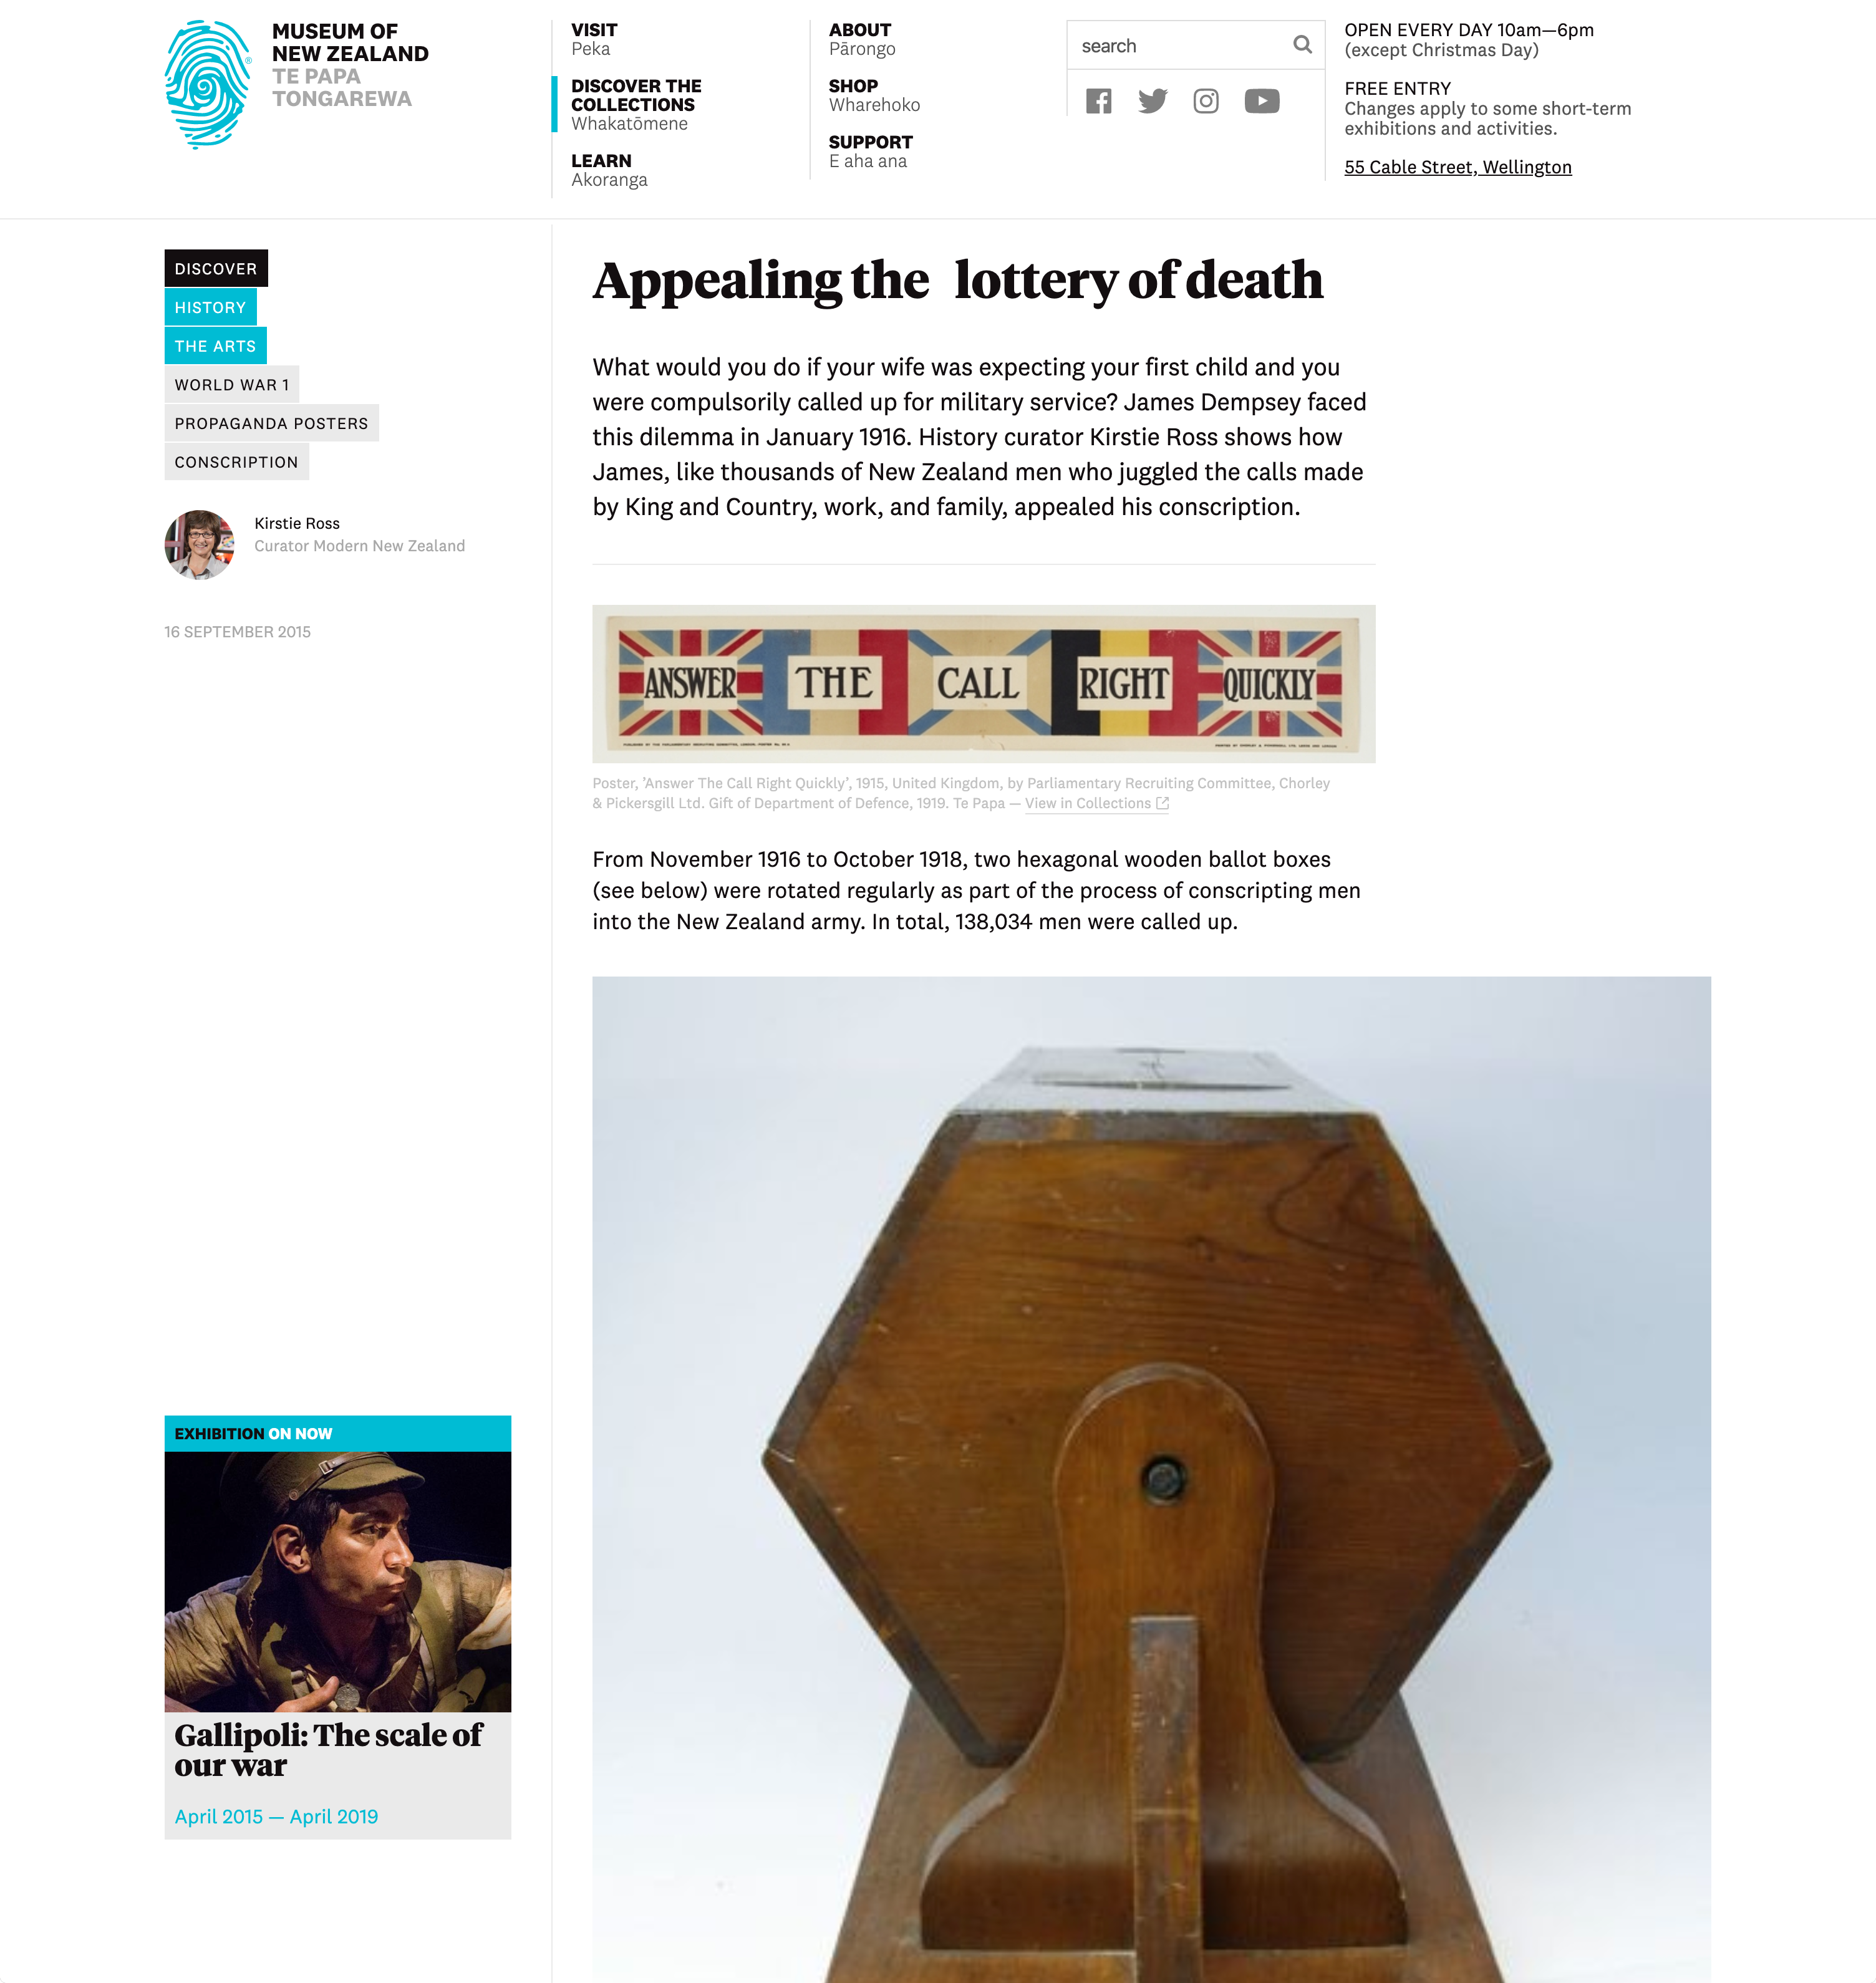 MUSEUM OF
NEW ZEALAND
TE PAPA
TONGAREWA
®
VISIT
Peka
DISCOVER THE
COLLECTIONS
Whakatōmene
LEARN
Akoranga
ABOUT
Pārongo
SHOP
Wharehoko
SUPPORT
E aha ana
search
OPEN EVERY DAY 10am—6pm
(except Christmas Day)
FREE ENTRY
Changes apply to some short-term
exhibitions and activities.
55 Cable Street, Wellington
DISCOVER
HISTORY
THE ARTS
WORLD WAR 1
PROPAGANDA POSTERS
CONSCRIPTION
Kirstie Ross
Curator Modern New Zealand
16 SEPTEMBER 2015
Appealing the lottery of death
What would you do if your wife was expecting your first child and you
were compulsorily called up for military service? James Dempsey faced
this dilemma in January 1916. History curator Kirstie Ross shows how
James, like thousands of New Zealand men who juggled the calls made
by King and Country, work, and family, appealed his conscription.
ANSWER THE CALL RIGHT QUICKLY
Poster, 'Answer The Call Right Quickly', 1915, United Kingdom, by Parliamentary Recruiting Committee, Chorley
& Pickersgill Ltd. Gift of Department of Defence, 1919. Te Papa — View in Collections
From November 1916 to October 1918, two hexagonal wooden ballot boxes
(see below) were rotated regularly as part of the process of conscripting men
into the New Zealand army. In total, 138,034 men were called up.
EXHIBITION ON NOW
Gallipoli: The scale of
our war
April 2015 — April 2019